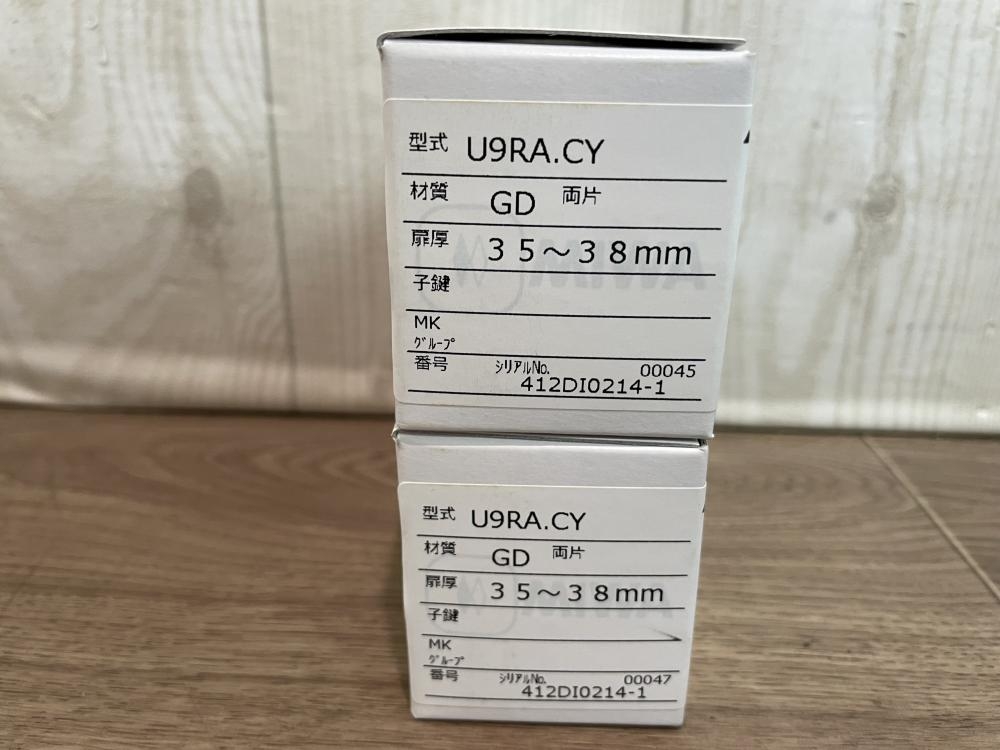 型式 U9RA.CY
材質 GD 両片
扉厚 ３５～３８mm
子鍵
MK
ｸﾞﾙｰﾌﾟ
番号 ｼﾘｱﾙNo. 00045
412DI0214-1
MIWA
型式 U9RA.CY
材質 GD 両片
扉厚 ３５～３８mm
子鍵
MK
ｸﾞﾙｰﾌﾟ
番号 ｼﾘｱﾙNo. 00047
412DI0214-1
MIWA